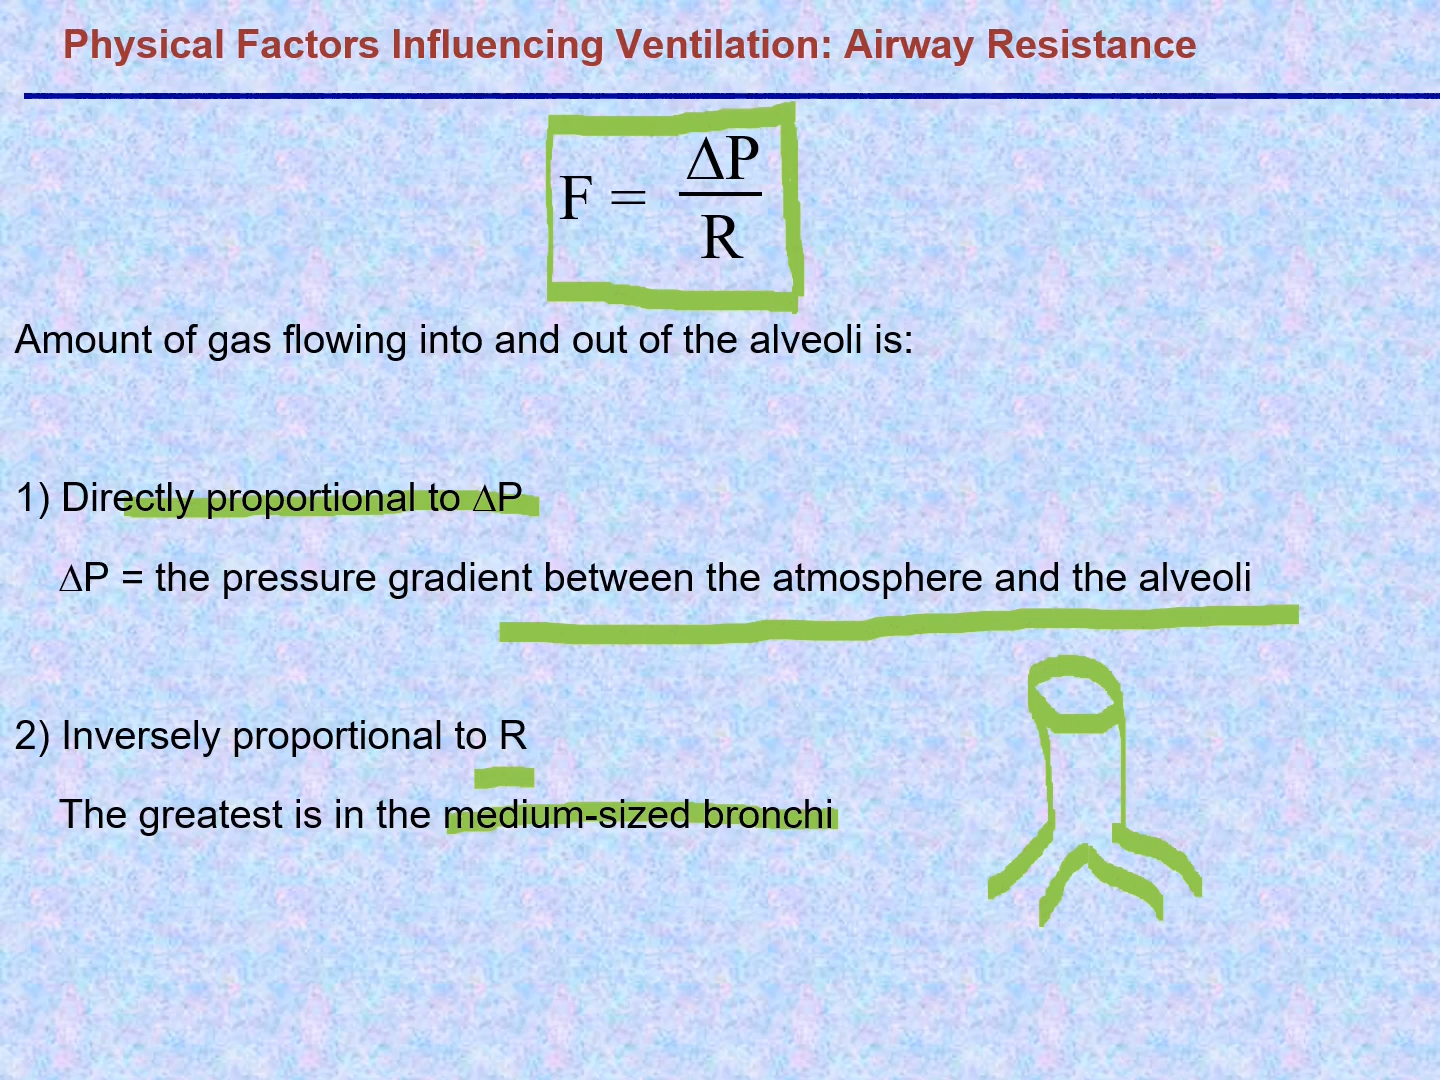 Physical Factors Influencing Ventilation: Airway Resistance
F = ΔP / R
Amount of gas flowing into and out of the alveoli is:
1) Directly proportional to ΔP
ΔP = the pressure gradient between the atmosphere and the alveoli
2) Inversely proportional to R
The greatest is in the medium-sized bronchi